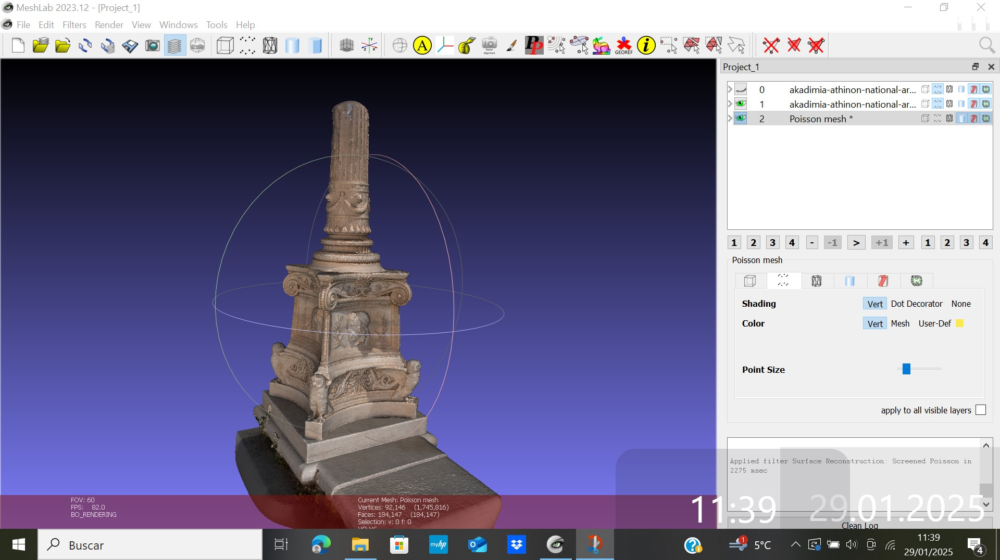 MeshLab 2023.12 - [Project_1]
File Edit Filters Render View Windows Tools Help
A
PP
GEOREF
i
Project_1
0 akadimia-athinon-national-ar...
1 akadimia-athinon-national-ar...
2 Poisson mesh *
1 2 3 4 - -1 > +1 + 1 2 3 4
Poisson mesh
Shading Vert Dot Decorator None
Color Vert Mesh User-Def
Point Size
apply to all visible layers
Applied filter Surface Reconstruction: Screened Poisson in
2275 msec
Clean Log
FOV: 60
FPS: 82.0
BO_RENDERING
Current Mesh: Poisson mesh
Vertices: 92,146 (1,745,816)
Faces: 184,147 (184,147)
Selection: v: 0 f: 0
11:39 29.01.2025
Buscar
myhp
1
5°C
11:39
29/01/2025
4